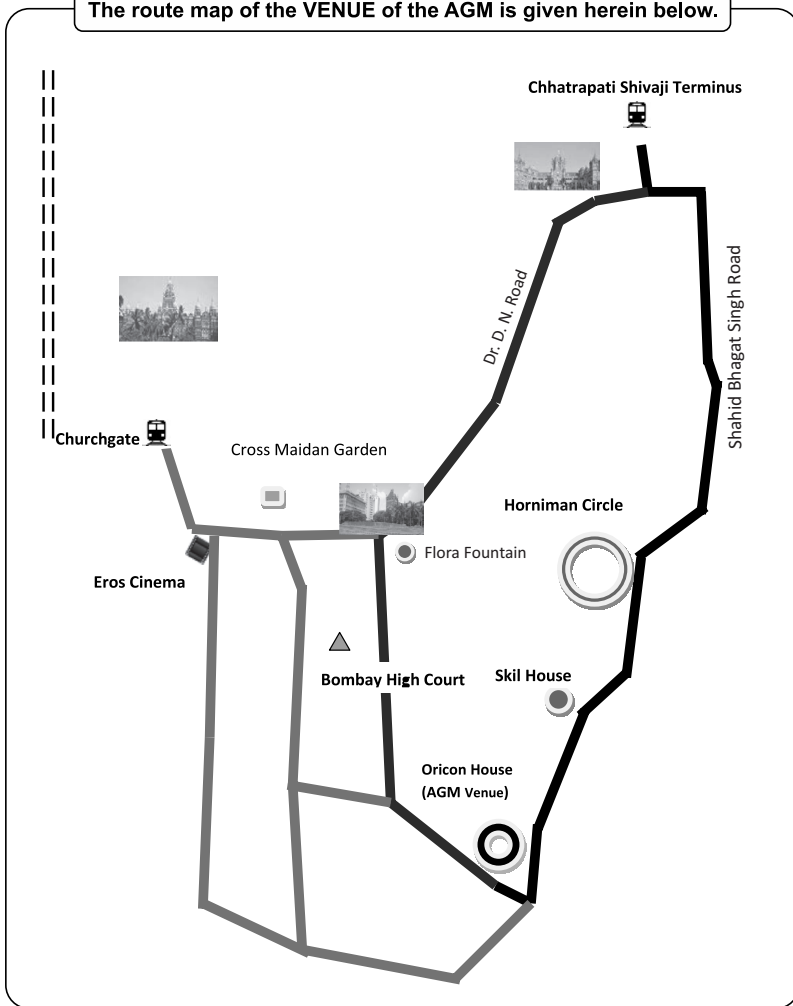 The route map of the VENUE of the AGM is given herein below.
Chhatrapati Shivaji Terminus
Dr. D. N. Road
Shahid Bhagat Singh Road
Churchgate
Cross Maidan Garden
Horniman Circle
Flora Fountain
Eros Cinema
Bombay High Court
Skil House
Oricon House
(AGM Venue)